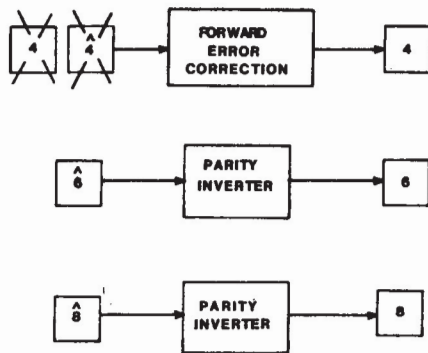 4 4̂ FORWARD ERROR CORRECTION 4
6̂ PARITY INVERTER 6
8̂ PARITY INVERTER 8